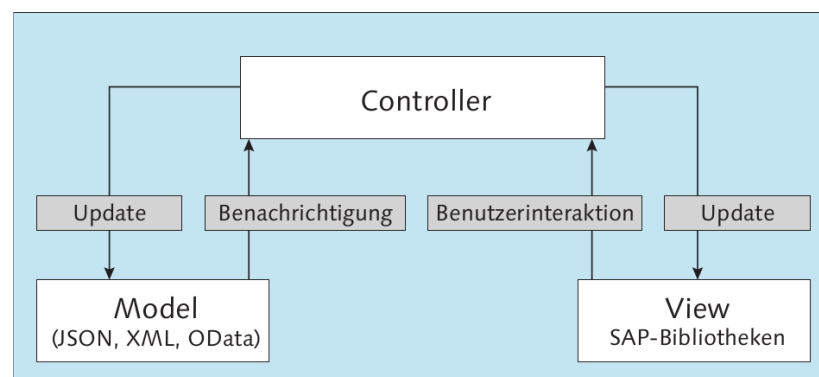 Controller
Update
Benachrichtigung
Benutzerinteraktion
Update
Model
(JSON, XML, OData)
View
SAP-Bibliotheken